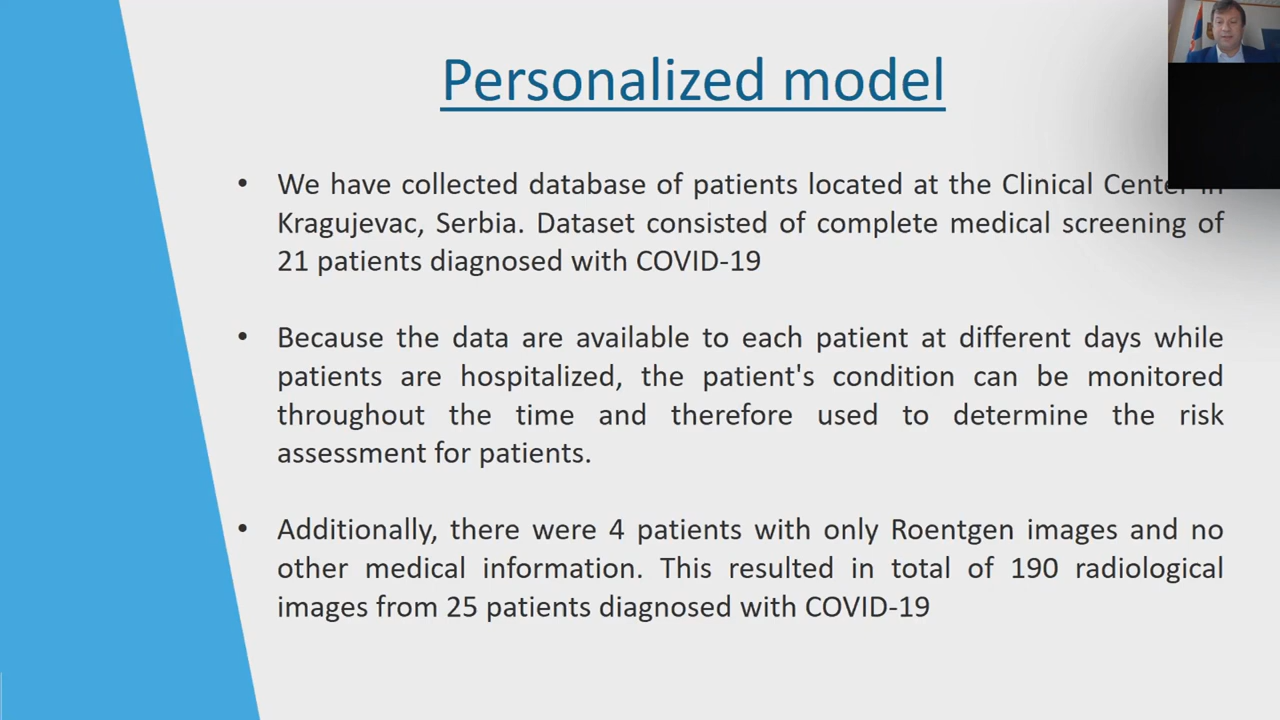 Personalized model
• We have collected database of patients located at the Clinical Center in
Kragujevac, Serbia. Dataset consisted of complete medical screening of
21 patients diagnosed with COVID-19
• Because the data are available to each patient at different days while
patients are hospitalized, the patient's condition can be monitored
throughout the time and therefore used to determine the risk
assessment for patients.
• Additionally, there were 4 patients with only Roentgen images and no
other medical information. This resulted in total of 190 radiological
images from 25 patients diagnosed with COVID-19